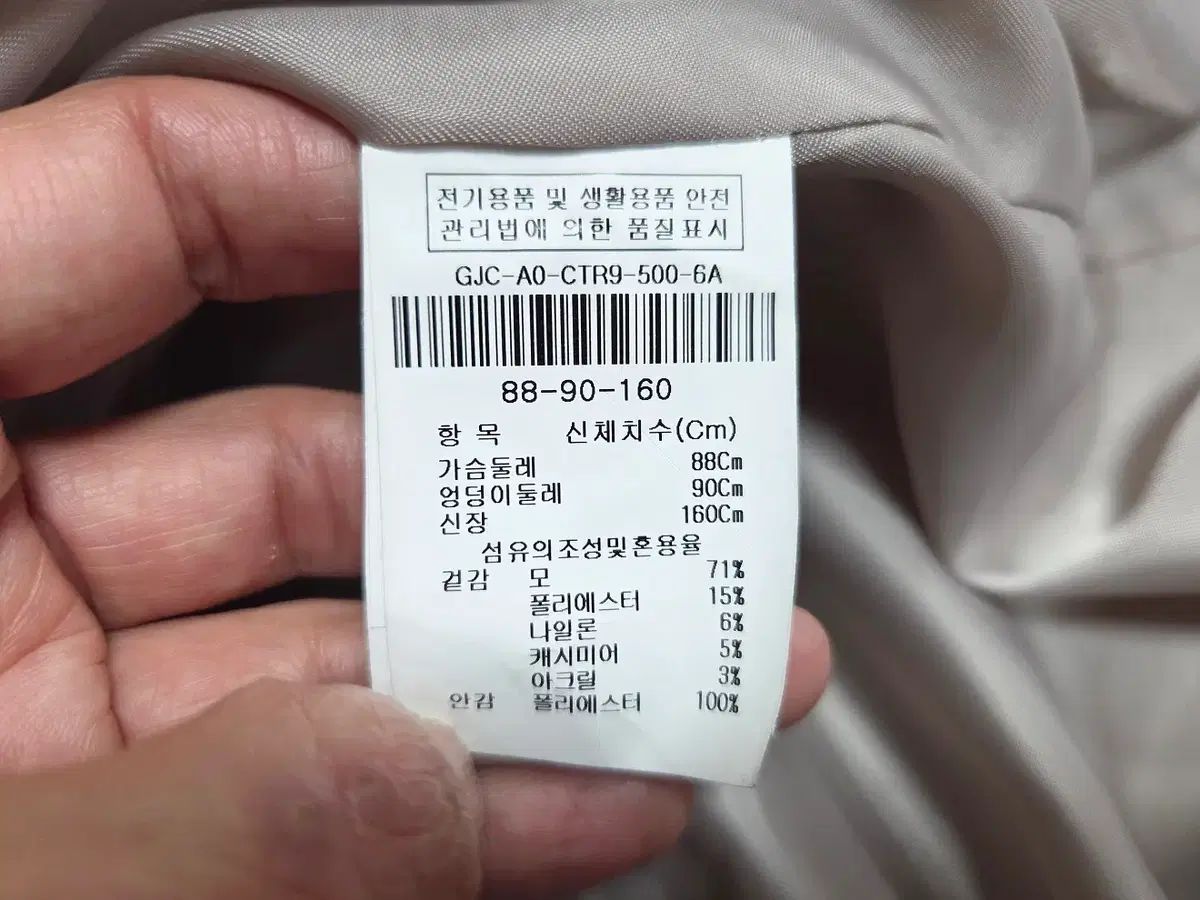 전기용품 및 생활용품 안전
관리법에 의한 품질표시
GJC-A0-CTR9-500-6A
88-90-160
항 목 신체치수(Cm)
가슴둘레 88Cm
엉덩이둘레 90Cm
신장 160Cm
섬유의조성및혼용율
겉감 모 71%
폴리에스터 15%
나일론 6%
캐시미어 5%
아크릴 3%
안감 폴리에스터 100%